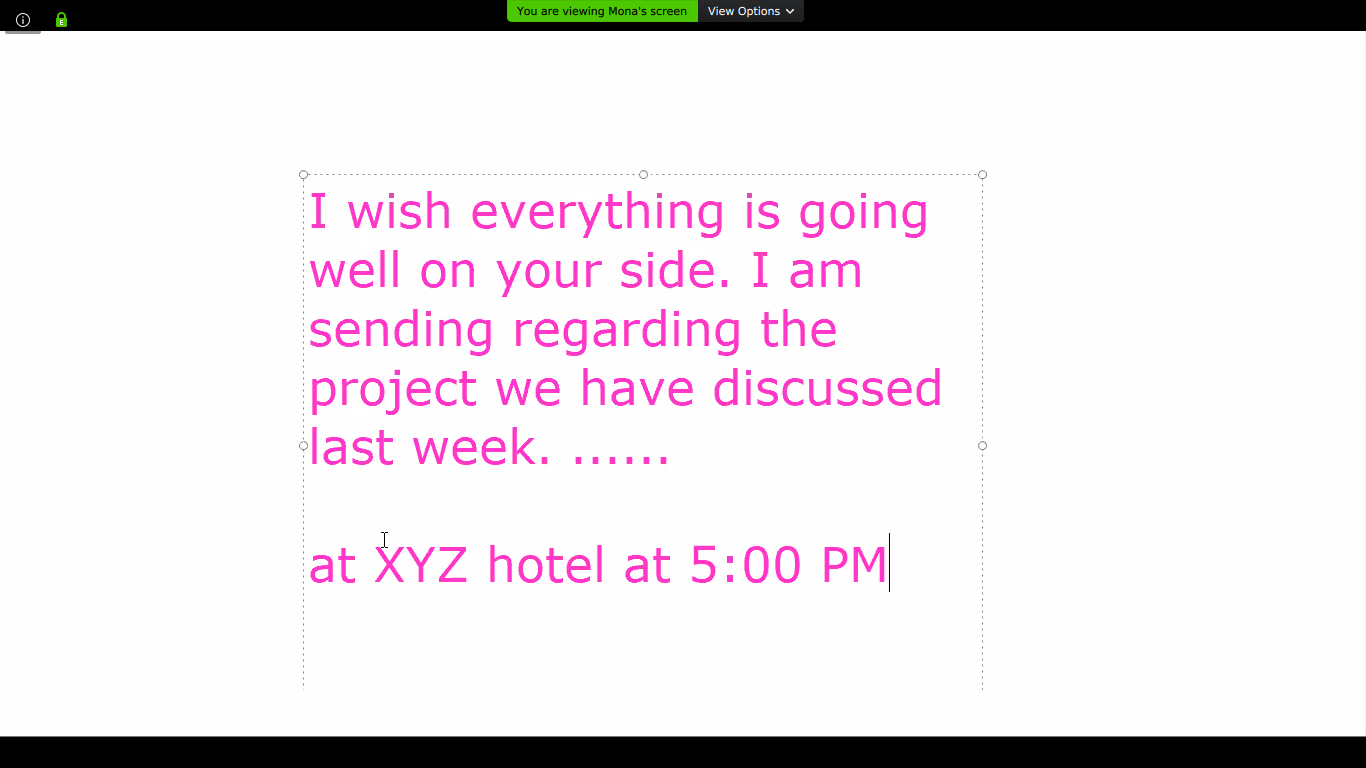 You are viewing Mona's screen
View Options
I wish everything is going
well on your side. I am
sending regarding the
project we have discussed
last week. ......
at XYZ hotel at 5:00 PM